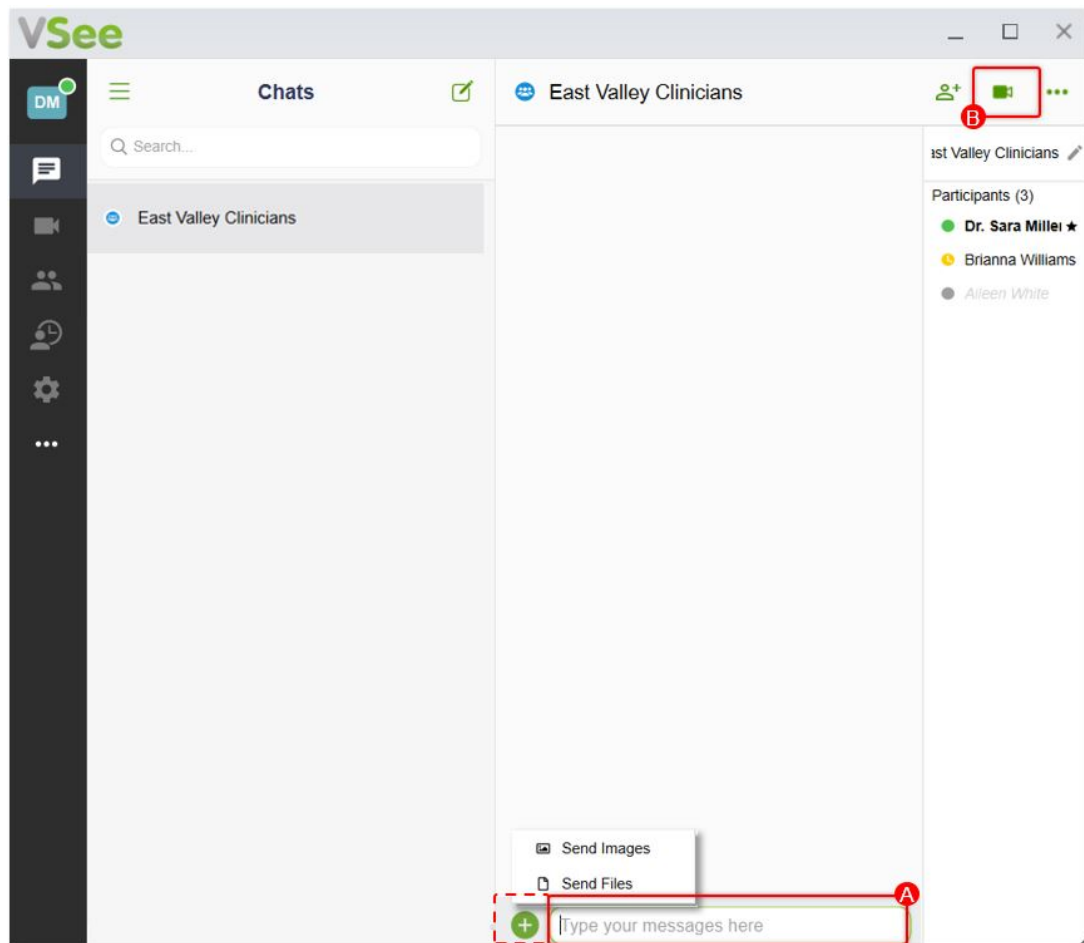 VSee
DM
Chats
East Valley Clinicians
B
Search...
ast Valley Clinicians
Participants (3)
East Valley Clinicians
Dr. Sara Miller
Brianna Williams
Aileen White
Send Images
Send Files
A
Type your messages here